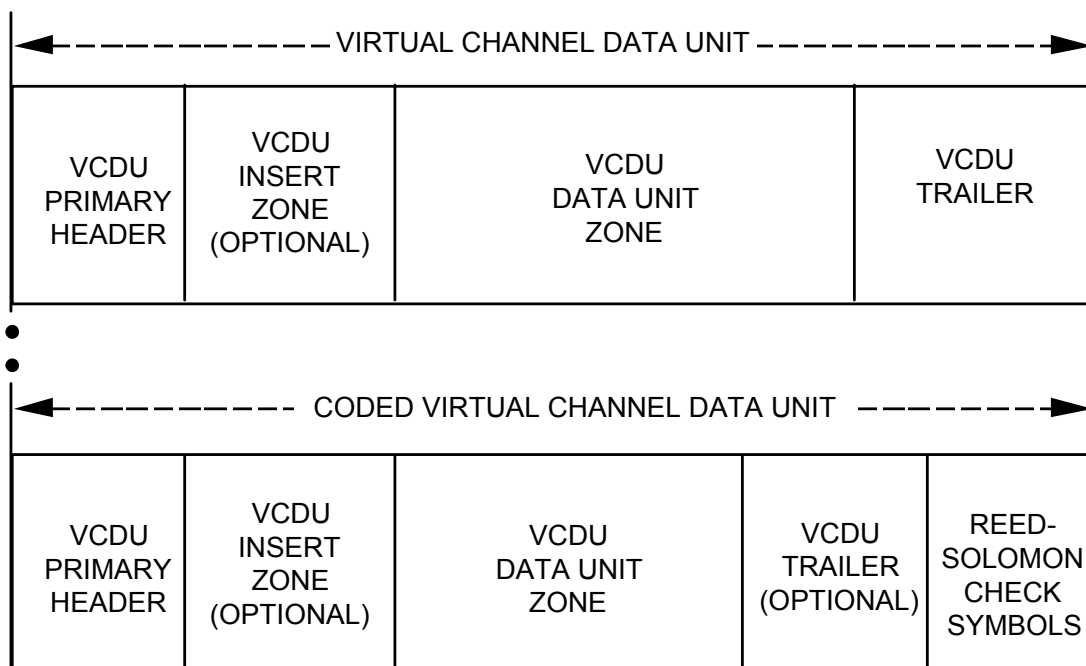 VIRTUAL CHANNEL DATA UNIT
VCDU
PRIMARY
HEADER
VCDU
INSERT
ZONE
(OPTIONAL)
VCDU
DATA UNIT
ZONE
VCDU
TRAILER
CODED VIRTUAL CHANNEL DATA UNIT
VCDU
PRIMARY
HEADER
VCDU
INSERT
ZONE
(OPTIONAL)
VCDU
DATA UNIT
ZONE
VCDU
TRAILER
(OPTIONAL)
REED-
SOLOMON
CHECK
SYMBOLS